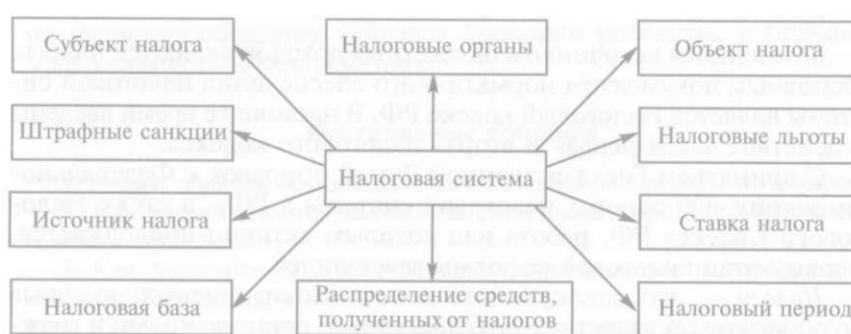 Субъект налога
Налоговые органы
Объект налога
Штрафные санкции
Налоговые льготы
Налоговая система
Источник налога
Ставка налога
Налоговая база
Распределение средств,
полученных от налогов
Налоговый период